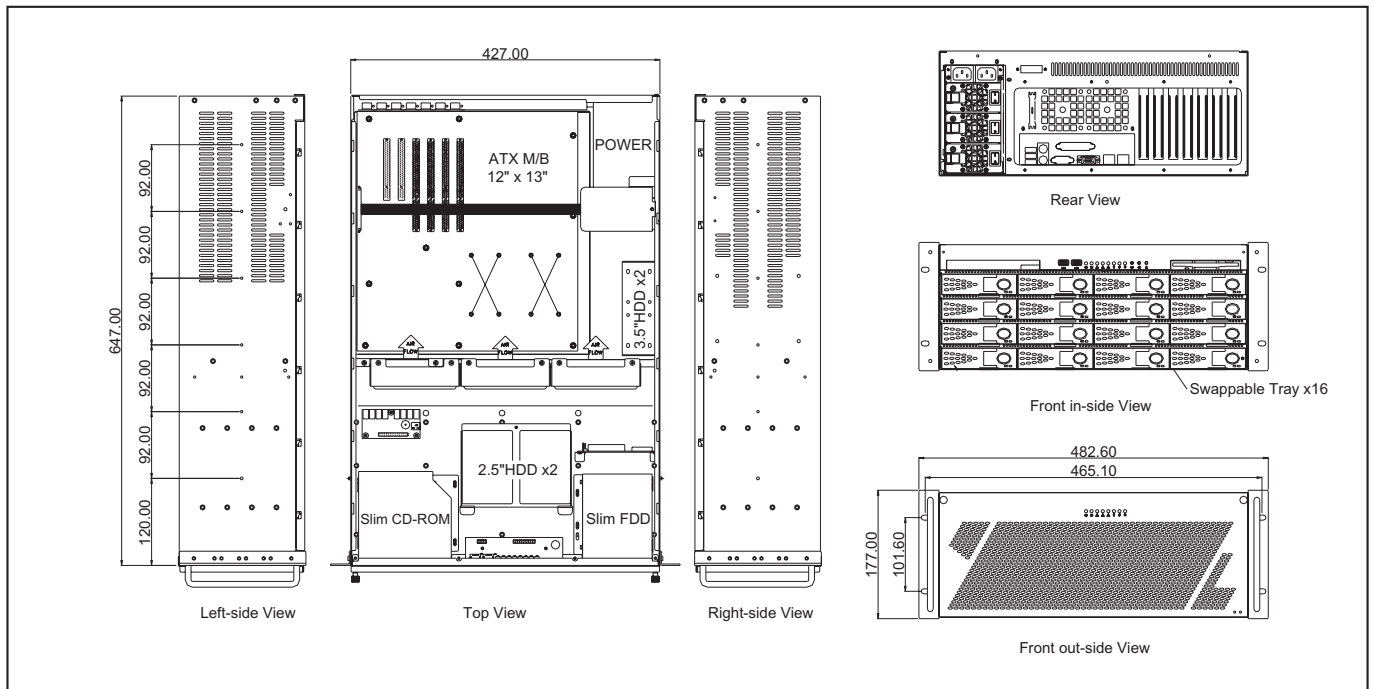 427.00
647.00
92.00
92.00
92.00
92.00
92.00
120.00
Left-side View
ATX M/B
12" x 13"
POWER
3.5"HDD x2
AIR
FLOW
AIR
FLOW
AIR
FLOW
2.5"HDD x2
Slim CD-ROM
Slim FDD
Top View
Right-side View
Rear View
Swappable Tray x16
Front in-side View
482.60
465.10
177.00
101.60
Front out-side View